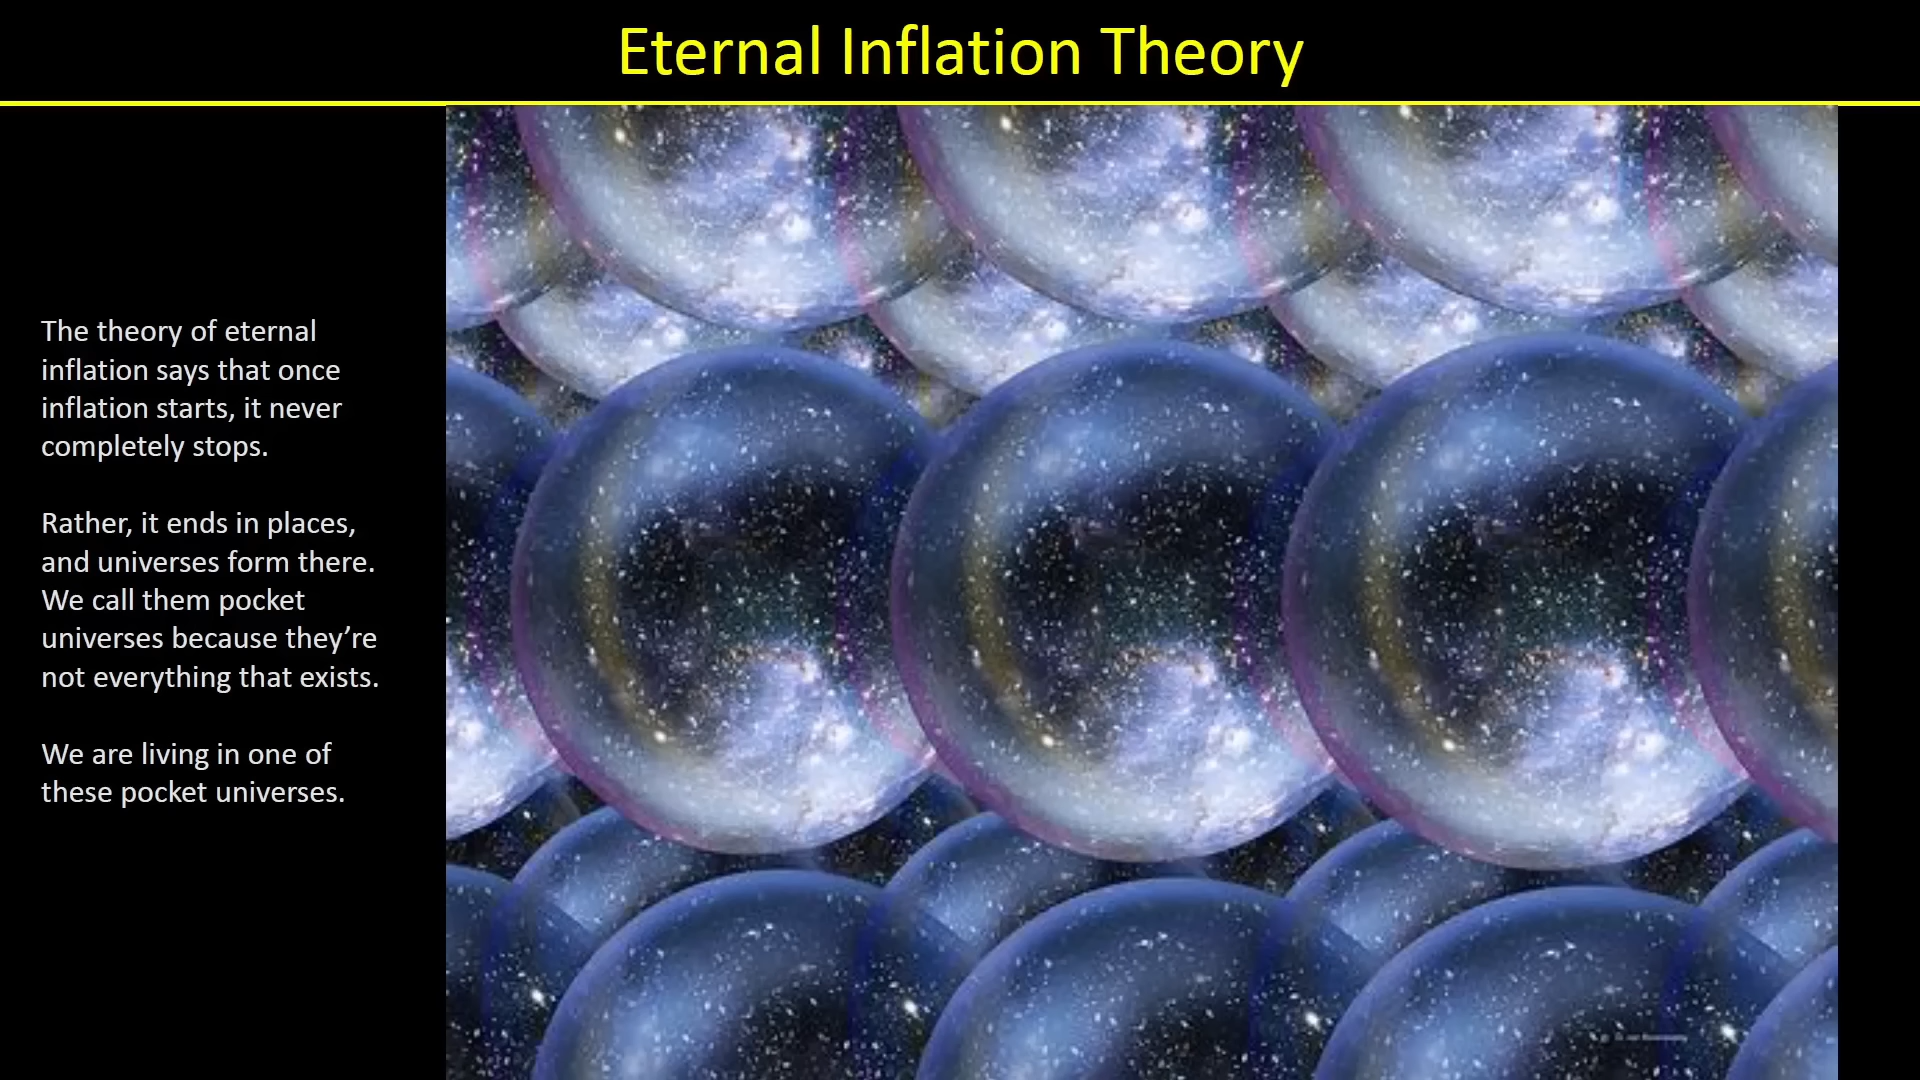 Eternal Inflation Theory
The theory of eternal
inflation says that once
inflation starts, it never
completely stops.
Rather, it ends in places,
and universes form there.
We call them pocket
universes because they’re
not everything that exists.
We are living in one of
these pocket universes.